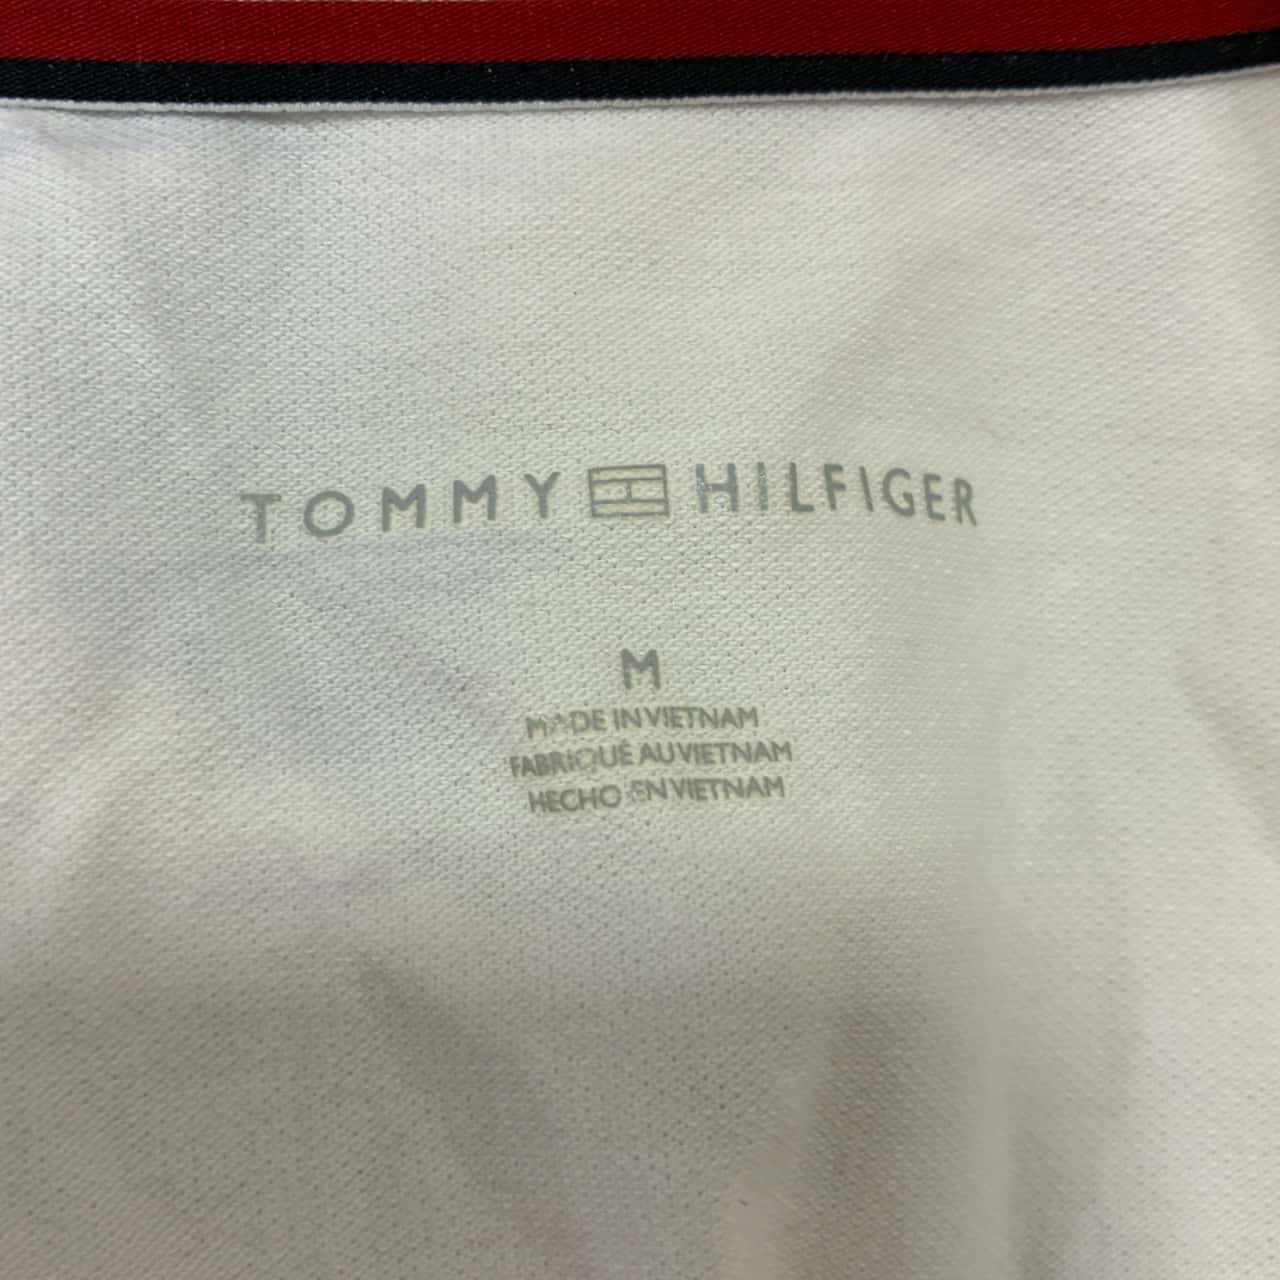 TOMMY HILFIGER
M
MADE IN VIETNAM
FABRIQUÉ AU VIETNAM
HECHO EN VIETNAM